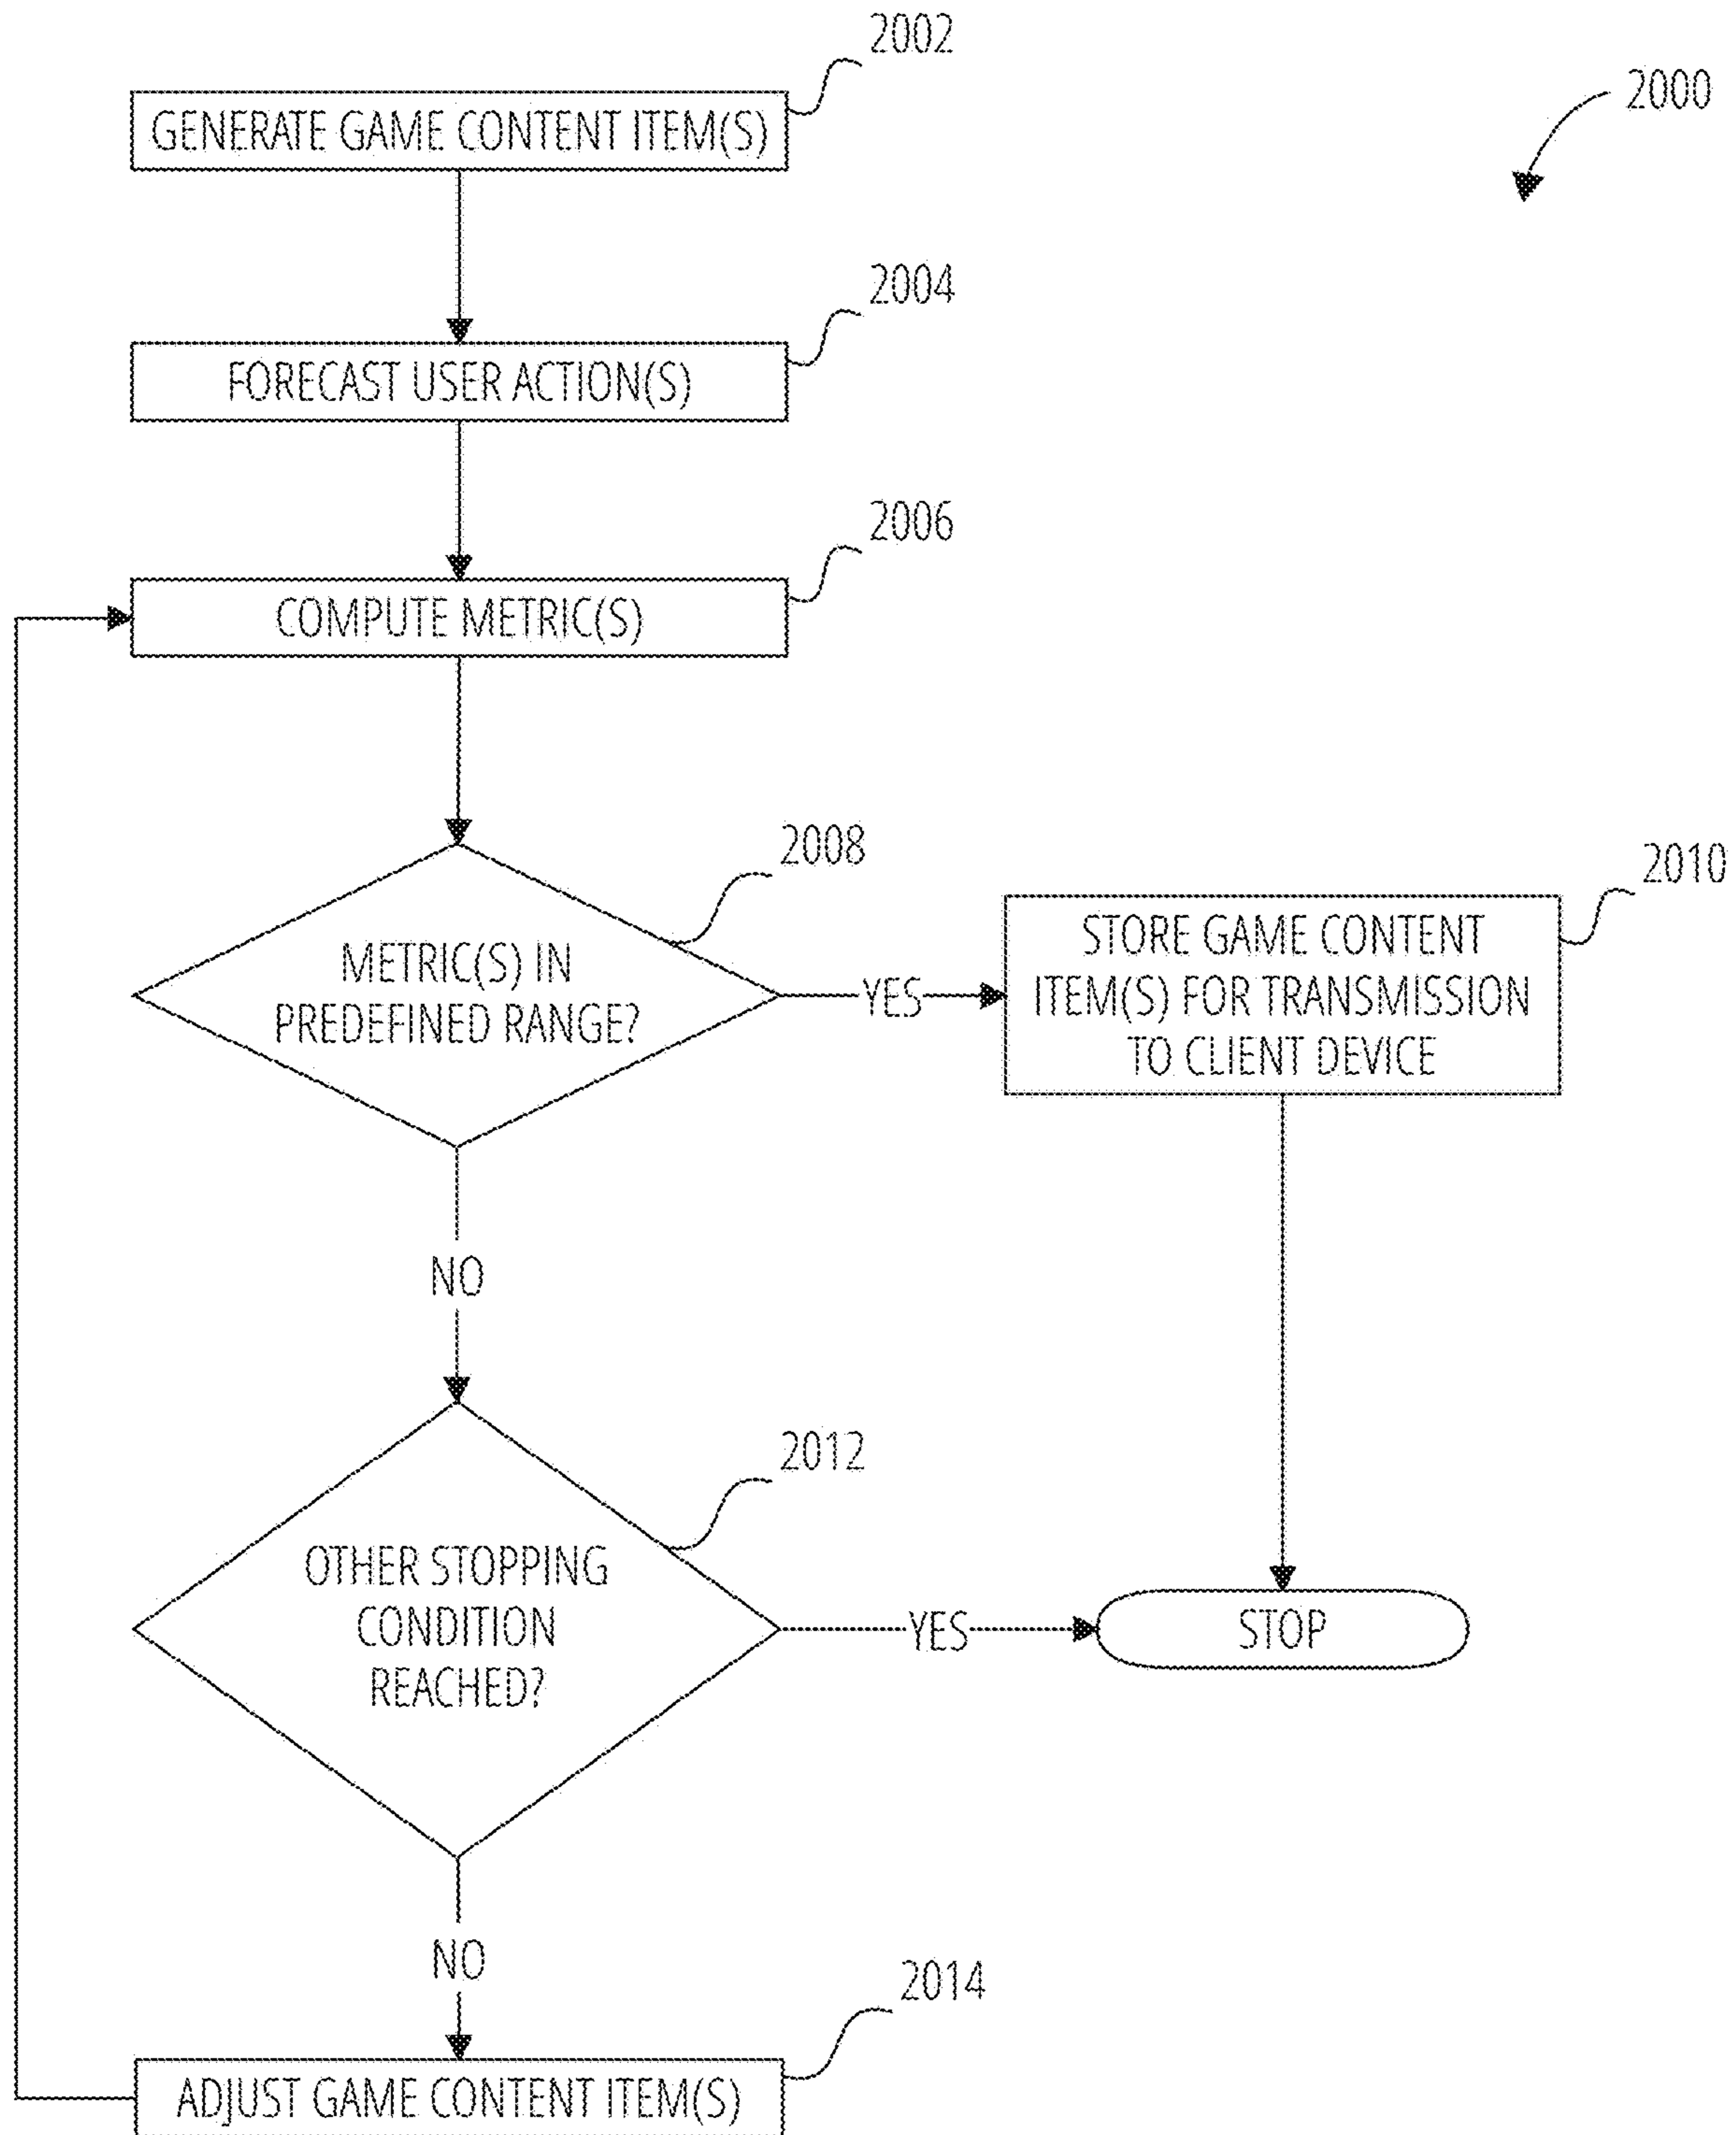 2002
2000
GENERATE GAME CONTENT ITEM(S)
2004
FORECAST USER ACTION(S)
2006
COMPUTE METRIC(S)
2008
METRIC(S) IN
PREDEFINED RANGE?
YES
2010
STORE GAME CONTENT
ITEM(S) FOR TRANSMISSION
TO CLIENT DEVICE
NO
2012
OTHER STOPPING
CONDITION
REACHED?
YES
STOP
NO
2014
ADJUST GAME CONTENT ITEM(S)